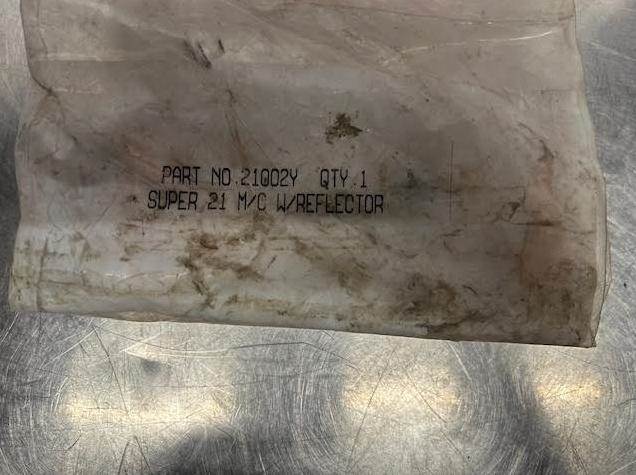 PART NO.21002Y QTY.1
SUPER 21 M/C W/REFLECTOR